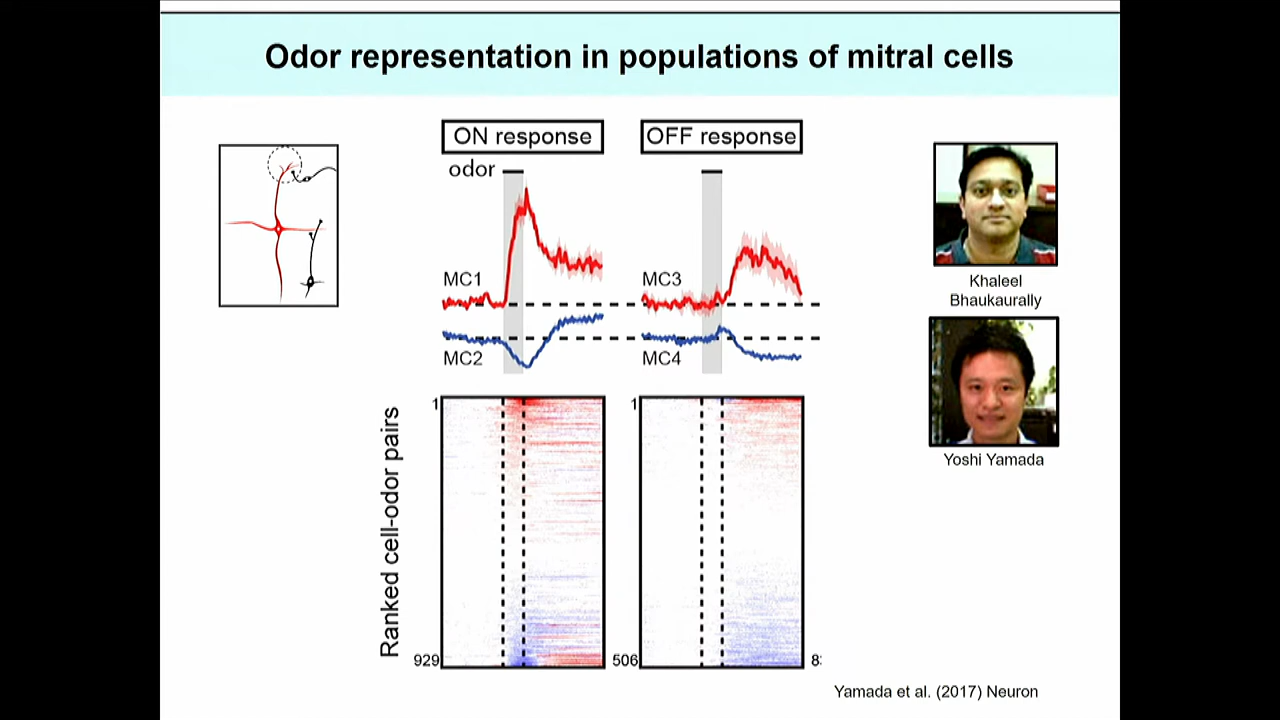 Odor representation in populations of mitral cells
ON response
OFF response
odor
MC1
MC3
MC2
MC4
Khaleel
Bhaukaurally
Yoshi Yamada
Ranked cell-odor pairs
1
1
929
506
8
Yamada et al. (2017) Neuron